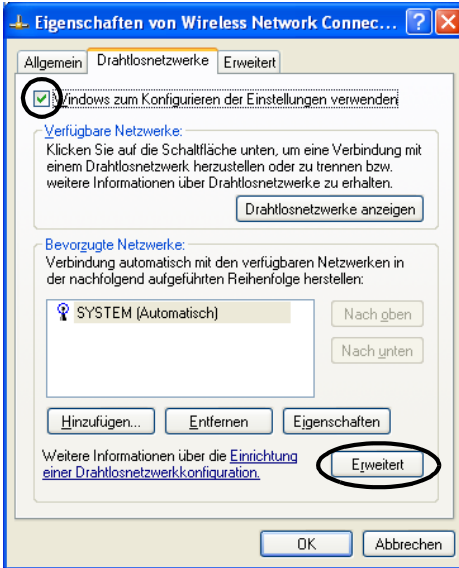 Eigenschaften von Wireless Network Connec...
Allgemein Drahtlosnetzwerke Erweitert
Windows zum Konfigurieren der Einstellungen verwenden
Verfügbare Netzwerke:
Klicken Sie auf die Schaltfläche unten, um eine Verbindung mit
einem Drahtlosnetzwerk herzustellen oder zu trennen bzw.
weitere Informationen über Drahtlosnetzwerke zu erhalten.
Drahtlosnetzwerke anzeigen
Bevorzugte Netzwerke:
Verbindung automatisch mit den verfügbaren Netzwerken in
der nachfolgend aufgeführten Reihenfolge herstellen:
SYSTEM (Automatisch)
Nach oben
Nach unten
Hinzufügen... Entfernen Eigenschaften
Weitere Informationen über die Einrichtung
einer Drahtlosnetzwerkkonfiguration.
Erweitert
OK Abbrechen